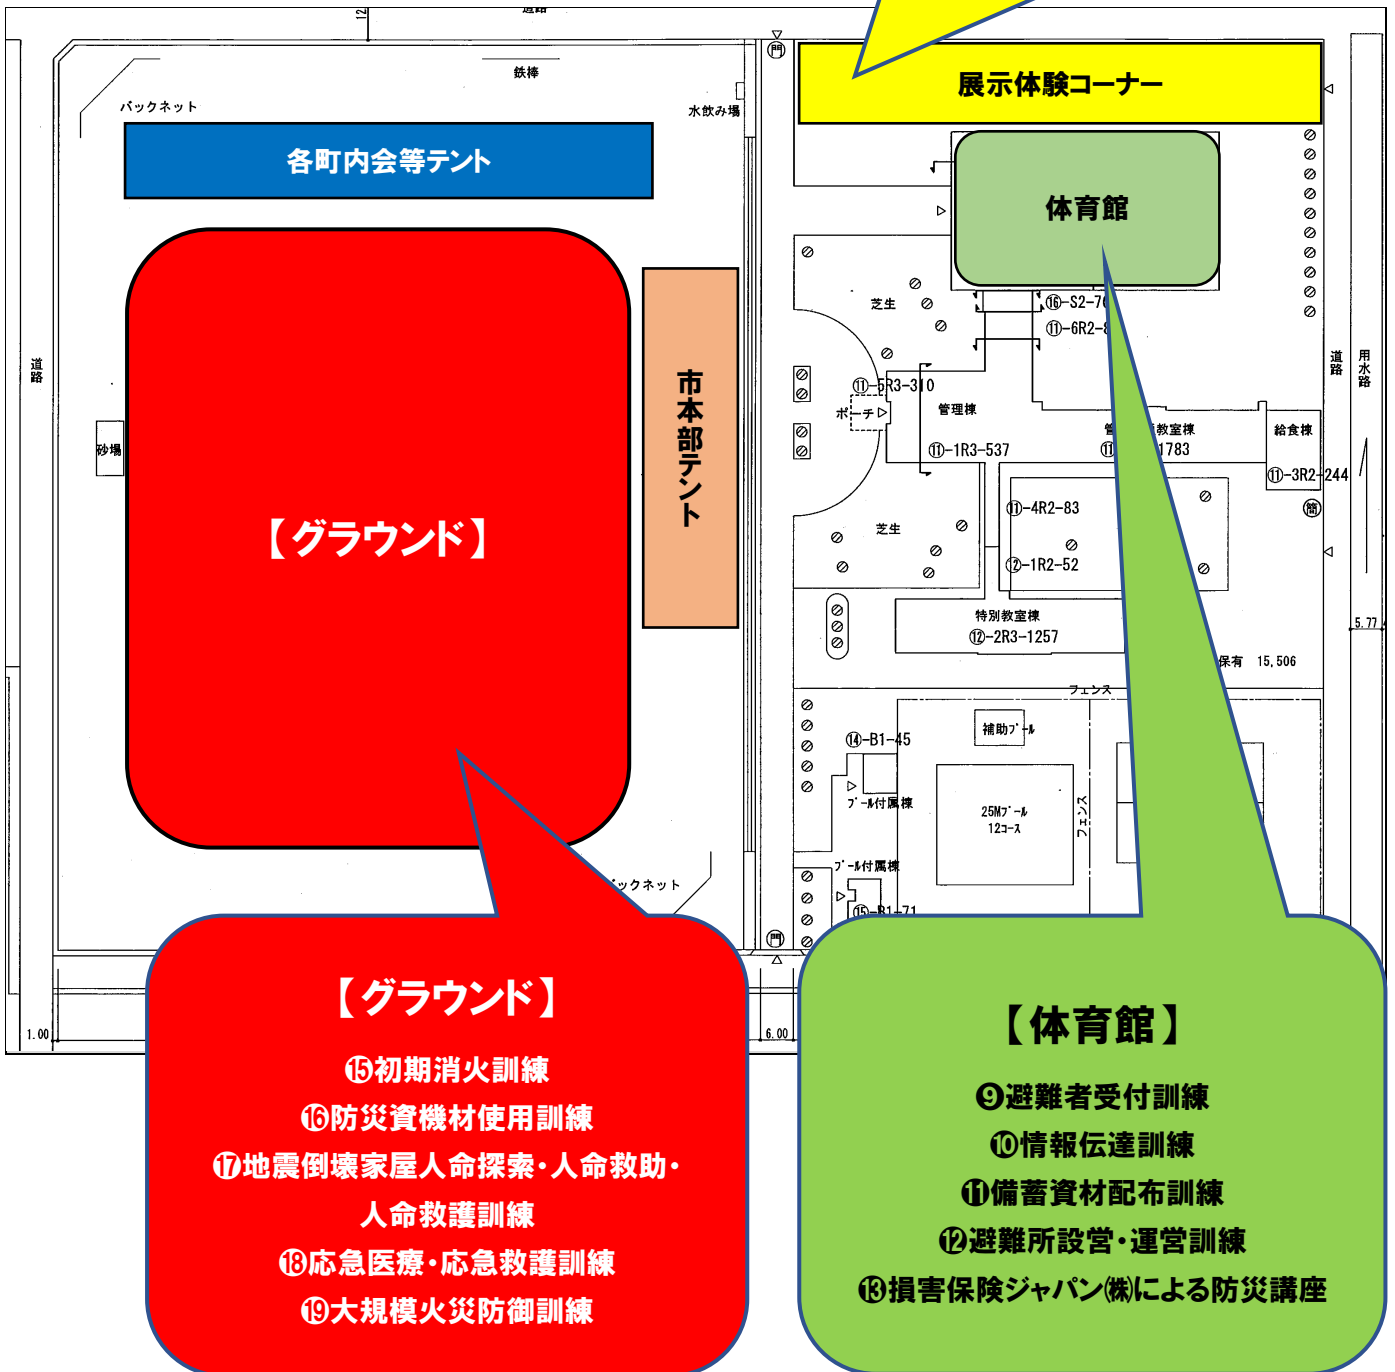 道路
12
門
鉄棒
バックネット
水飲み場
展示体験コーナー
各町内会等テント
体育館
芝生
⑯-S2-7
⑪-6R2-8
道路
道路
用水路
⑪-5R3-310
ポーチ
管理棟
市本部テント
教室棟
給食棟
砂場
⑪-1R3-537
⑪
1783
⑪-3R2-244
⑪-4R2-83
【グラウンド】
芝生
⑫-1R2-52
特別教室棟
⑫-2R3-1257
5.77
保有 15,506
フェンス
補助プール
⑭-B1-45
プール付属棟
25Mプール
12コース
フェンス
プール付属棟
ックネット
⑮-B1-71
門
1.00
6.00
【グラウンド】
⑮初期消火訓練
⑯防災資機材使用訓練
⑰地震倒壊家屋人命探索・人命救助・
人命救護訓練
⑱応急医療・応急救護訓練
⑲大規模火災防御訓練
【体育館】
❾避難者受付訓練
❿情報伝達訓練
⓫備蓄資材配布訓練
⓬避難所設営・運営訓練
⓭損害保険ジャパン㈱による防災講座